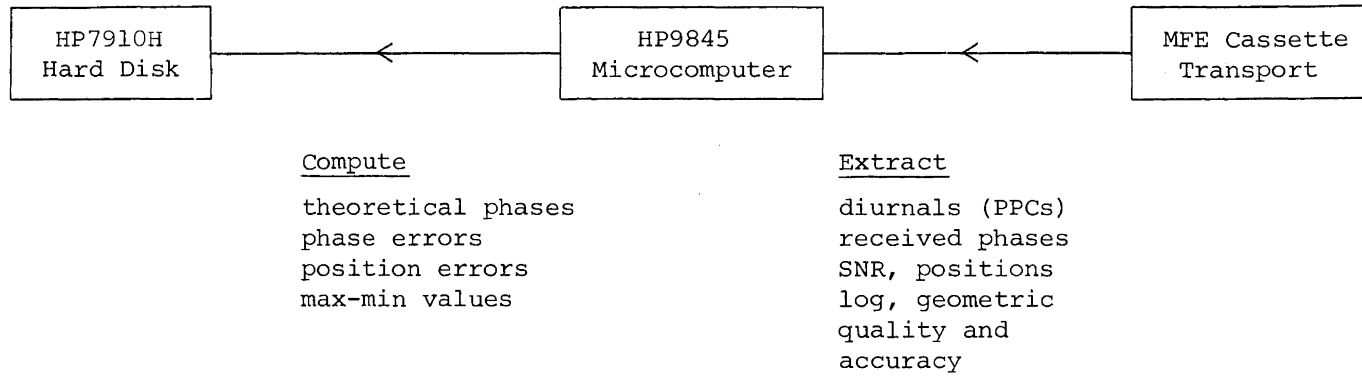 HP7910H
Hard Disk
HP9845
Microcomputer
MFE Cassette
Transport
Compute
theoretical phases
phase errors
position errors
max-min values
Extract
diurnals (PPCs)
received phases
SNR, positions
log, geometric
quality and
accuracy